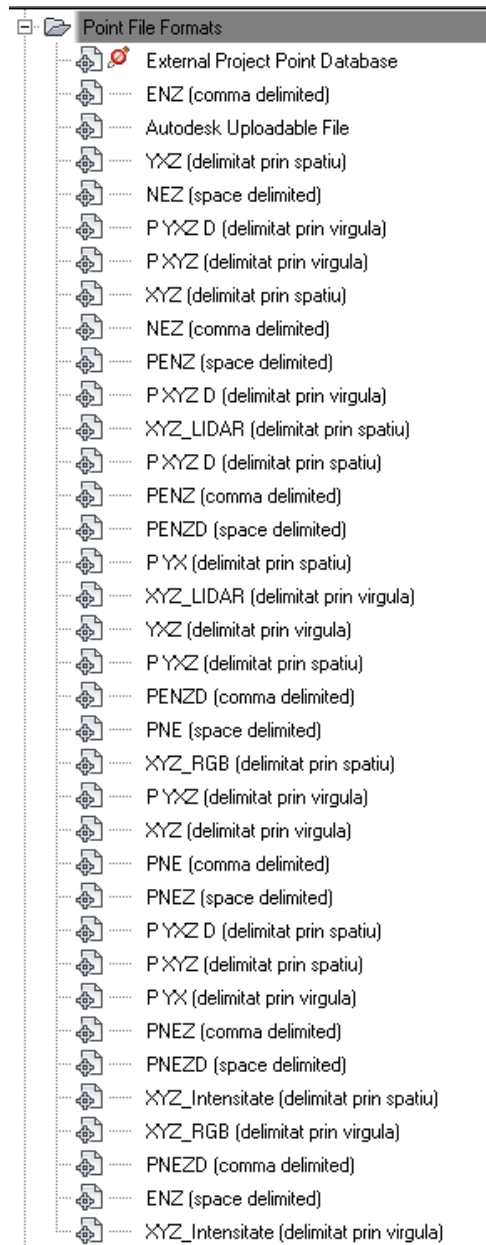 Point File Formats
External Project Point Database
ENZ (comma delimited)
Autodesk Uploadable File
YXZ (delimitat prin spatiu)
NEZ (space delimited)
P YXZ D (delimitat prin virgula)
P XYZ (delimitat prin virgula)
XYZ (delimitat prin spatiu)
NEZ (comma delimited)
PENZ (space delimited)
P XYZ D (delimitat prin virgula)
XYZ_LIDAR (delimitat prin spatiu)
P XYZ D (delimitat prin spatiu)
PENZ (comma delimited)
PENZD (space delimited)
P YX (delimitat prin spatiu)
XYZ_LIDAR (delimitat prin virgula)
YXZ (delimitat prin virgula)
P YXZ (delimitat prin spatiu)
PENZD (comma delimited)
PNE (space delimited)
XYZ_RGB (delimitat prin spatiu)
P YXZ (delimitat prin virgula)
XYZ (delimitat prin virgula)
PNE (comma delimited)
PNEZ (space delimited)
P YXZ D (delimitat prin spatiu)
P XYZ (delimitat prin spatiu)
P YX (delimitat prin virgula)
PNEZ (comma delimited)
PNEZD (space delimited)
XYZ_Intensitate (delimitat prin spatiu)
XYZ_RGB (delimitat prin virgula)
PNEZD (comma delimited)
ENZ (space delimited)
XYZ_Intensitate (delimitat prin virgula)